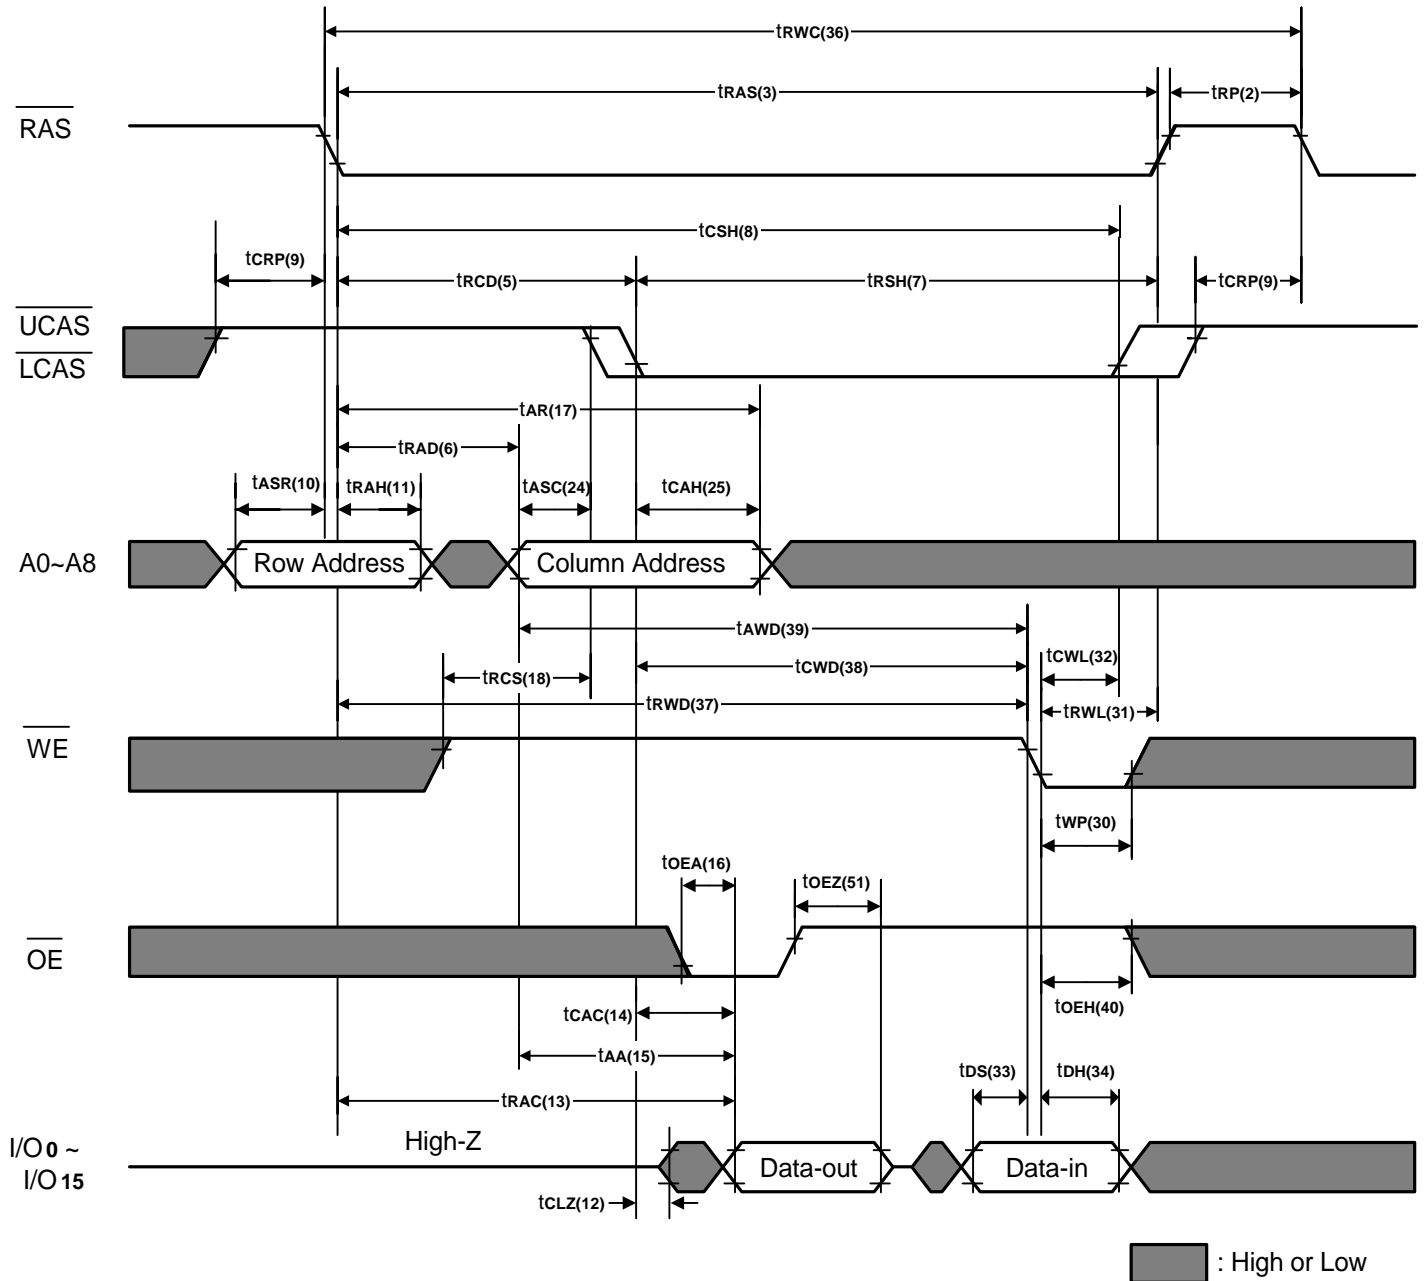 tRWC(36)
tRAS(3)
tRP(2)
RAS
tCSH(8)
tCRP(9)
tRCD(5)
tRSH(7)
tCRP(9)
UCAS
LCAS
tAR(17)
tRAD(6)
tASR(10)
tRAH(11)
tASC(24)
tCAH(25)
A0~A8
Row Address
Column Address
tAWD(39)
tCWD(38)
tCWL(32)
tRCS(18)
tRWD(37)
tRWL(31)
WE
tWP(30)
tOEA(16)
tOEZ(51)
OE
tCAC(14)
tOEH(40)
tAA(15)
tDS(33)
tDH(34)
tRAC(13)
I/O0 ~
I/O15
High-Z
Data-out
Data-in
tCLZ(12)
: High or Low